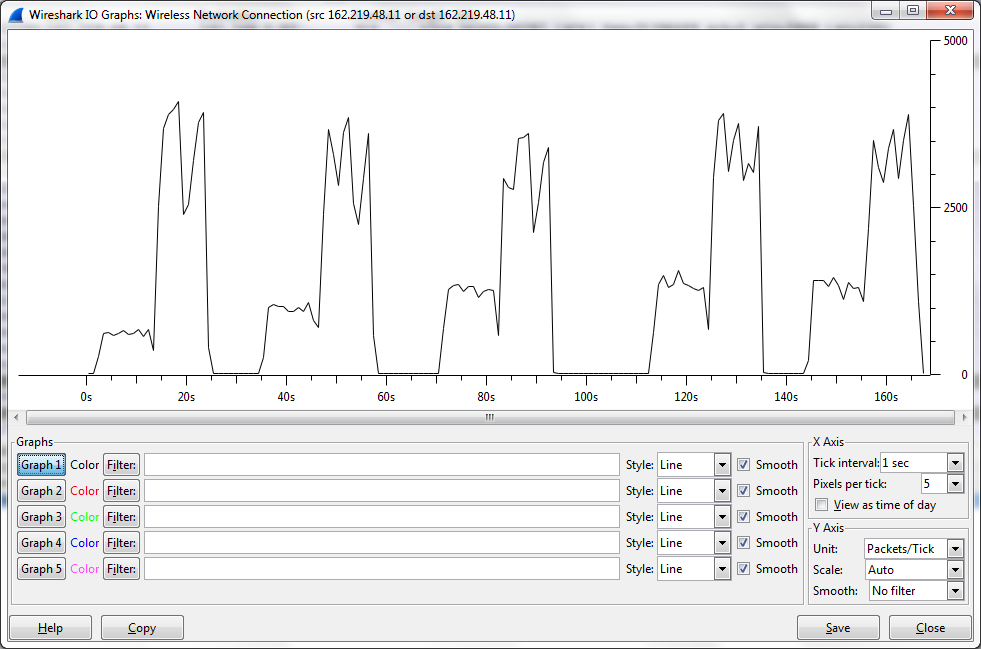 Wireshark IO Graphs: Wireless Network Connection (src 162.219.48.11 or dst 162.219.48.11)
5000
2500
0
0s 20s 40s 60s 80s 100s 120s 140s 160s
Graphs
Graph 1 Color Filter: Style: Line Smooth
Graph 2 Color Filter: Style: Line Smooth
Graph 3 Color Filter: Style: Line Smooth
Graph 4 Color Filter: Style: Line Smooth
Graph 5 Color Filter: Style: Line Smooth
X Axis
Tick interval: 1 sec
Pixels per tick: 5
View as time of day
Y Axis
Unit: Packets/Tick
Scale: Auto
Smooth: No filter
Help Copy Save Close